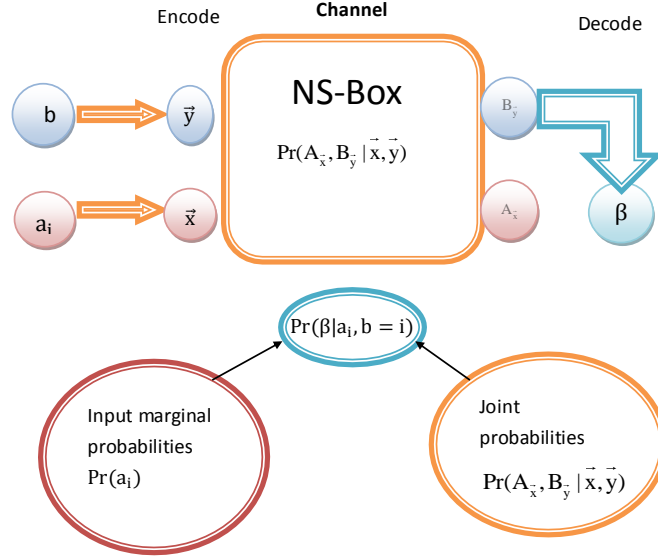 Encode
Channel
Decode
b
y⃗
NS-Box
B_y⃗
Pr(A_x⃗, B_y⃗ | x⃗, y⃗)
a_i
x⃗
A_x⃗
β
Pr(β|a_i, b = i)
Input marginal
probabilities
Pr(a_i)
Joint
probabilities
Pr(A_x⃗, B_y⃗ | x⃗, y⃗)